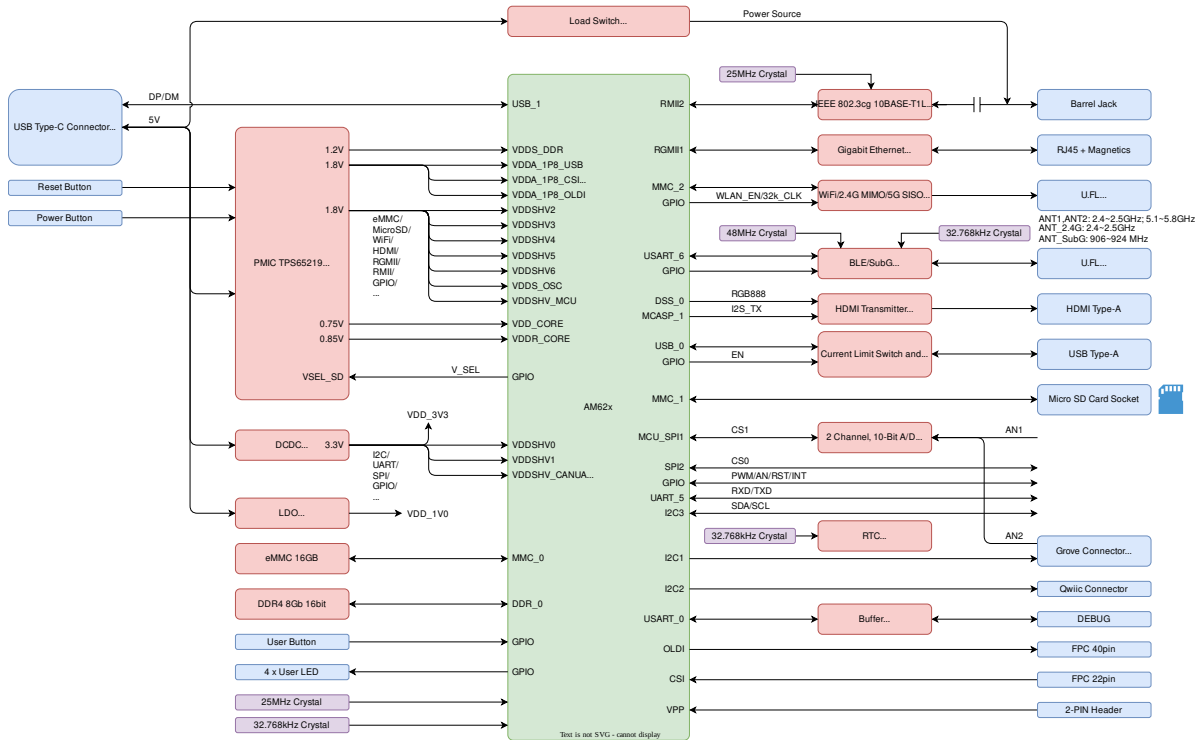 Load Switch...
Power Source
25MHz Crystal
USB Type-C Connector...
DP/DM
5V
USB_1
RMII2
IEEE 802.3cg 10BASE-T1L...
Barrel Jack
1.2V
VDDS_DDR
RGMII1
Gigabit Ethernet...
RJ45 + Magnetics
1.8V
VDDA_1P8_USB
VDDA_1P8_CSI...
VDDA_1P8_OLDI
Reset Button
Power Button
MMC_2
GPIO
WLAN_EN/32k_CLK
WiFi/2.4G MIMO/5G SISO...
U.FL...
ANT1,ANT2: 2.4~2.5GHz; 5.1~5.8GHz
ANT_2.4G: 2.4~2.5GHz
ANT_SubG: 906~924 MHz
1.8V
VDDSHV2
VDDSHV3
VDDSHV4
VDDSHV5
VDDSHV6
VDDS_OSC
VDDSHV_MCU
eMMC/
MicroSD/
WiFi/
HDMI/
RGMII/
RMII/
GPIO/
...
48MHz Crystal
32.768kHz Crystal
PMIC TPS65219...
USART_6
GPIO
BLE/SubG...
U.FL...
DSS_0
RGB888
MCASP_1
I2S_TX
HDMI Transmitter...
HDMI Type-A
0.75V
VDD_CORE
0.85V
VDDR_CORE
USB_0
GPIO
EN
Current Limit Switch and...
USB Type-A
VSEL_SD
V_SEL
GPIO
AM62x
MMC_1
Micro SD Card Socket
VDD_3V3
DCDC...
3.3V
VDDSHV0
VDDSHV1
VDDSHV_CANUA...
I2C/
UART/
SPI/
GPIO/
...
MCU_SPI1
CS1
2 Channel, 10-Bit A/D...
AN1
SPI2
CS0
GPIO
PWM/AN/RST/INT
UART_5
RXD/TXD
I2C3
SDA/SCL
LDO...
VDD_1V0
32.768kHz Crystal
RTC...
AN2
Grove Connector...
eMMC 16GB
MMC_0
I2C1
I2C2
Qwiic Connector
DDR4 8Gb 16bit
DDR_0
USART_0
Buffer...
DEBUG
User Button
GPIO
OLDI
FPC 40pin
4 x User LED
GPIO
CSI
FPC 22pin
25MHz Crystal
32.768kHz Crystal
VPP
2-PIN Header
Text is not SVG - cannot display